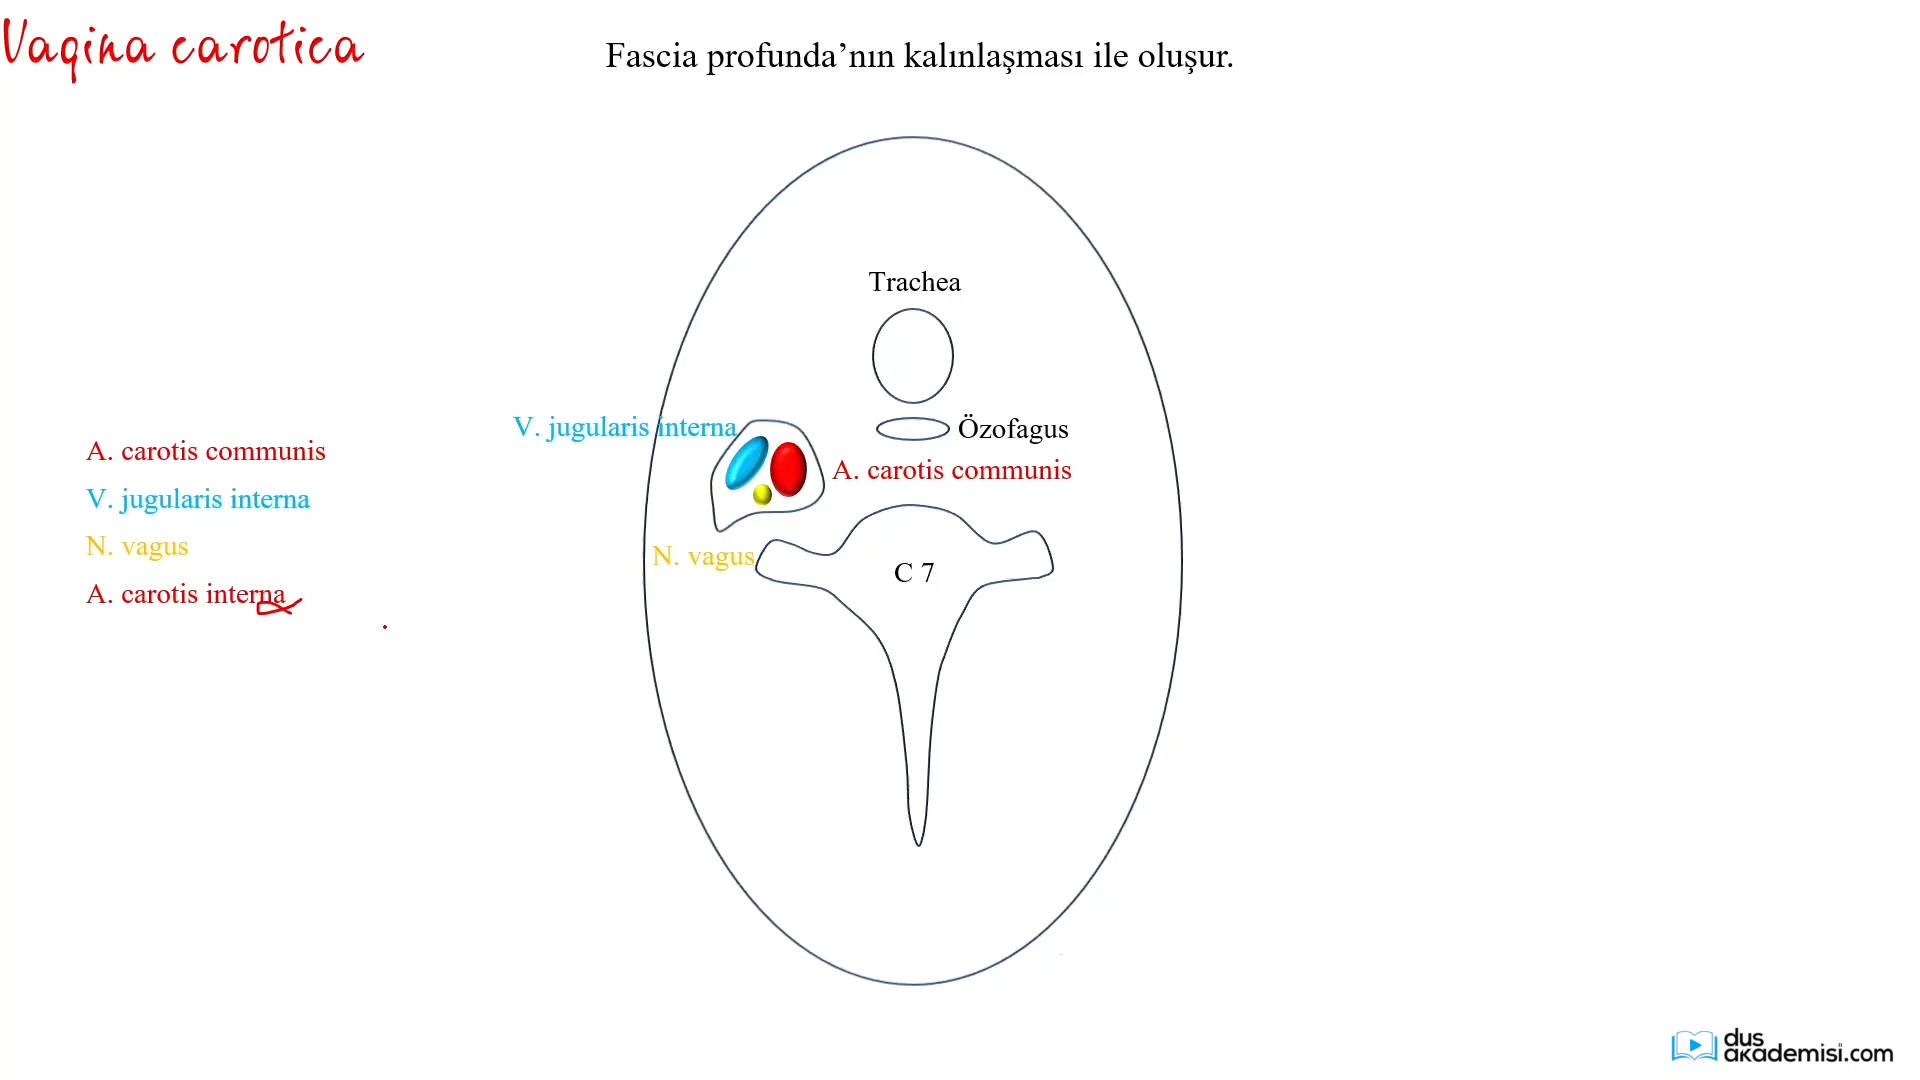 Vagina carotica
Fascia profunda’nın kalınlaşması ile oluşur.
Trachea
V. jugularis interna
Özofagus
A. carotis communis
N. vagus
C 7
A. carotis communis
V. jugularis interna
N. vagus
A. carotis interna
dus
akademisi.com